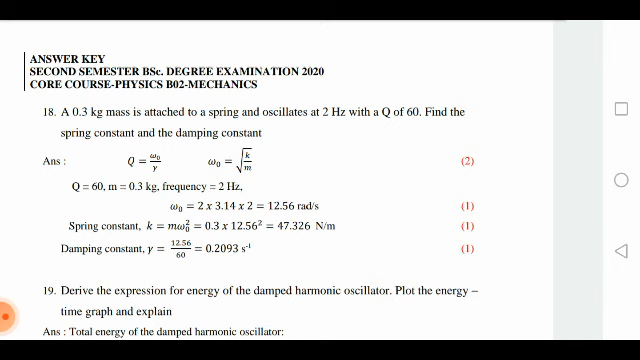 ANSWER KEY
SECOND SEMESTER BSc. DEGREE EXAMINATION 2020
CORE COURSE-PHYSICS B02-MECHANICS
18. A 0.3 kg mass is attached to a spring and oscillates at 2 Hz with a Q of 60. Find the
spring constant and the damping constant
Ans : Q = ω₀/γ ω₀ = √(k/m) (2)
Q = 60, m = 0.3 kg, frequency = 2 Hz,
ω₀ = 2 x 3.14 x 2 = 12.56 rad/s (1)
Spring constant, k = mω₀² = 0.3 x 12.56² = 47.326 N/m (1)
Damping constant, γ = 12.56/60 = 0.2093 s⁻¹ (1)
19. Derive the expression for energy of the damped harmonic oscillator. Plot the energy –
time graph and explain
Ans : Total energy of the damped harmonic oscillator: